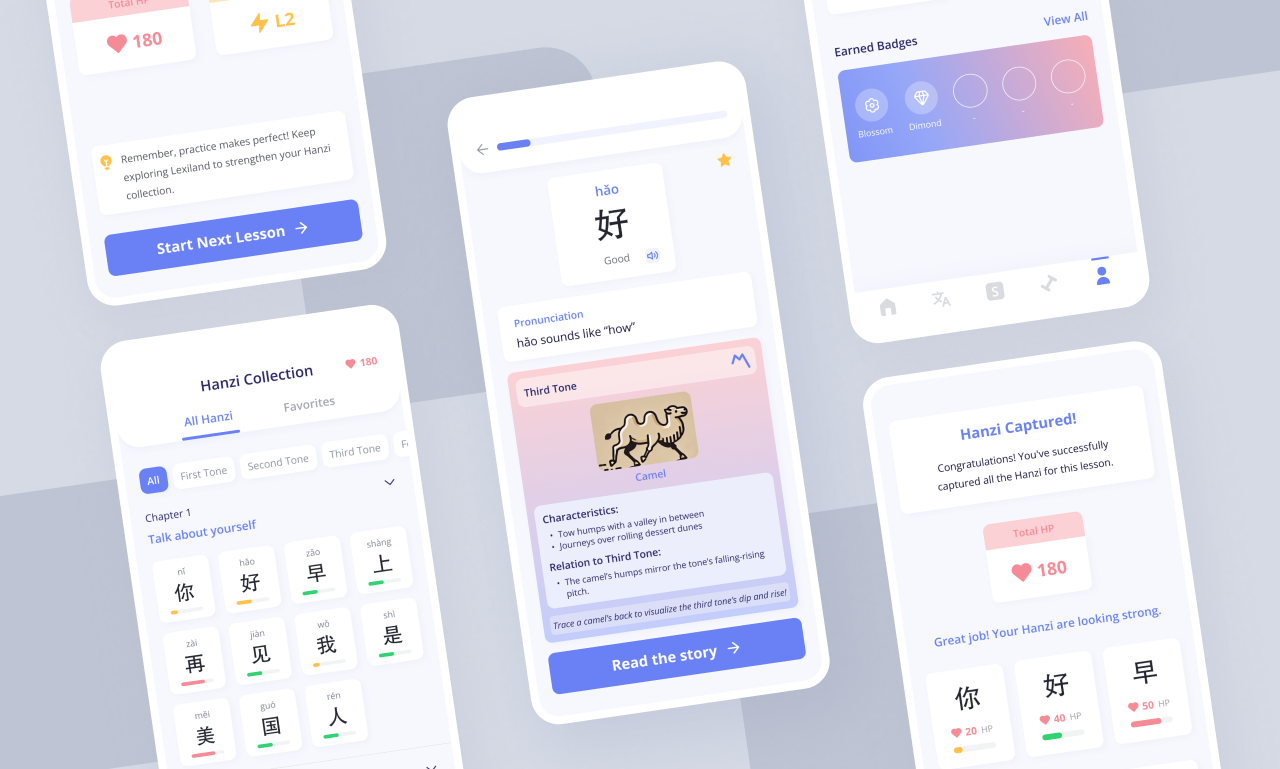 Total HP
180
L2
Remember, practice makes perfect! Keep
exploring Lexiland to strengthen your Hanzi
collection.
Start Next Lesson
Hanzi Collection
180
All Hanzi
Favorites
All
First Tone
Second Tone
Third Tone
Chapter 1
Talk about yourself
nǐ
你
hǎo
好
zǎo
早
shàng
上
zài
再
jiàn
见
wǒ
我
shì
是
měi
美
guó
国
rén
人
hǎo
好
Good
Pronunciation
hǎo sounds like “how”
Third Tone
Camel
Characteristics:
• Tow humps with a valley in between
• Journeys over rolling dessert dunes
Relation to Third Tone:
• The camel's humps mirror the tone's falling-rising
pitch.
Trace a camel's back to visualize the third tone's dip and rise!
Read the story
View All
Earned Badges
Blossom
Dimond
-
-
-
S
Hanzi Captured!
Congratulations! You've successfully
captured all the Hanzi for this lesson.
Total HP
180
Great job! Your Hanzi are looking strong.
你
20 HP
好
40 HP
早
50 HP